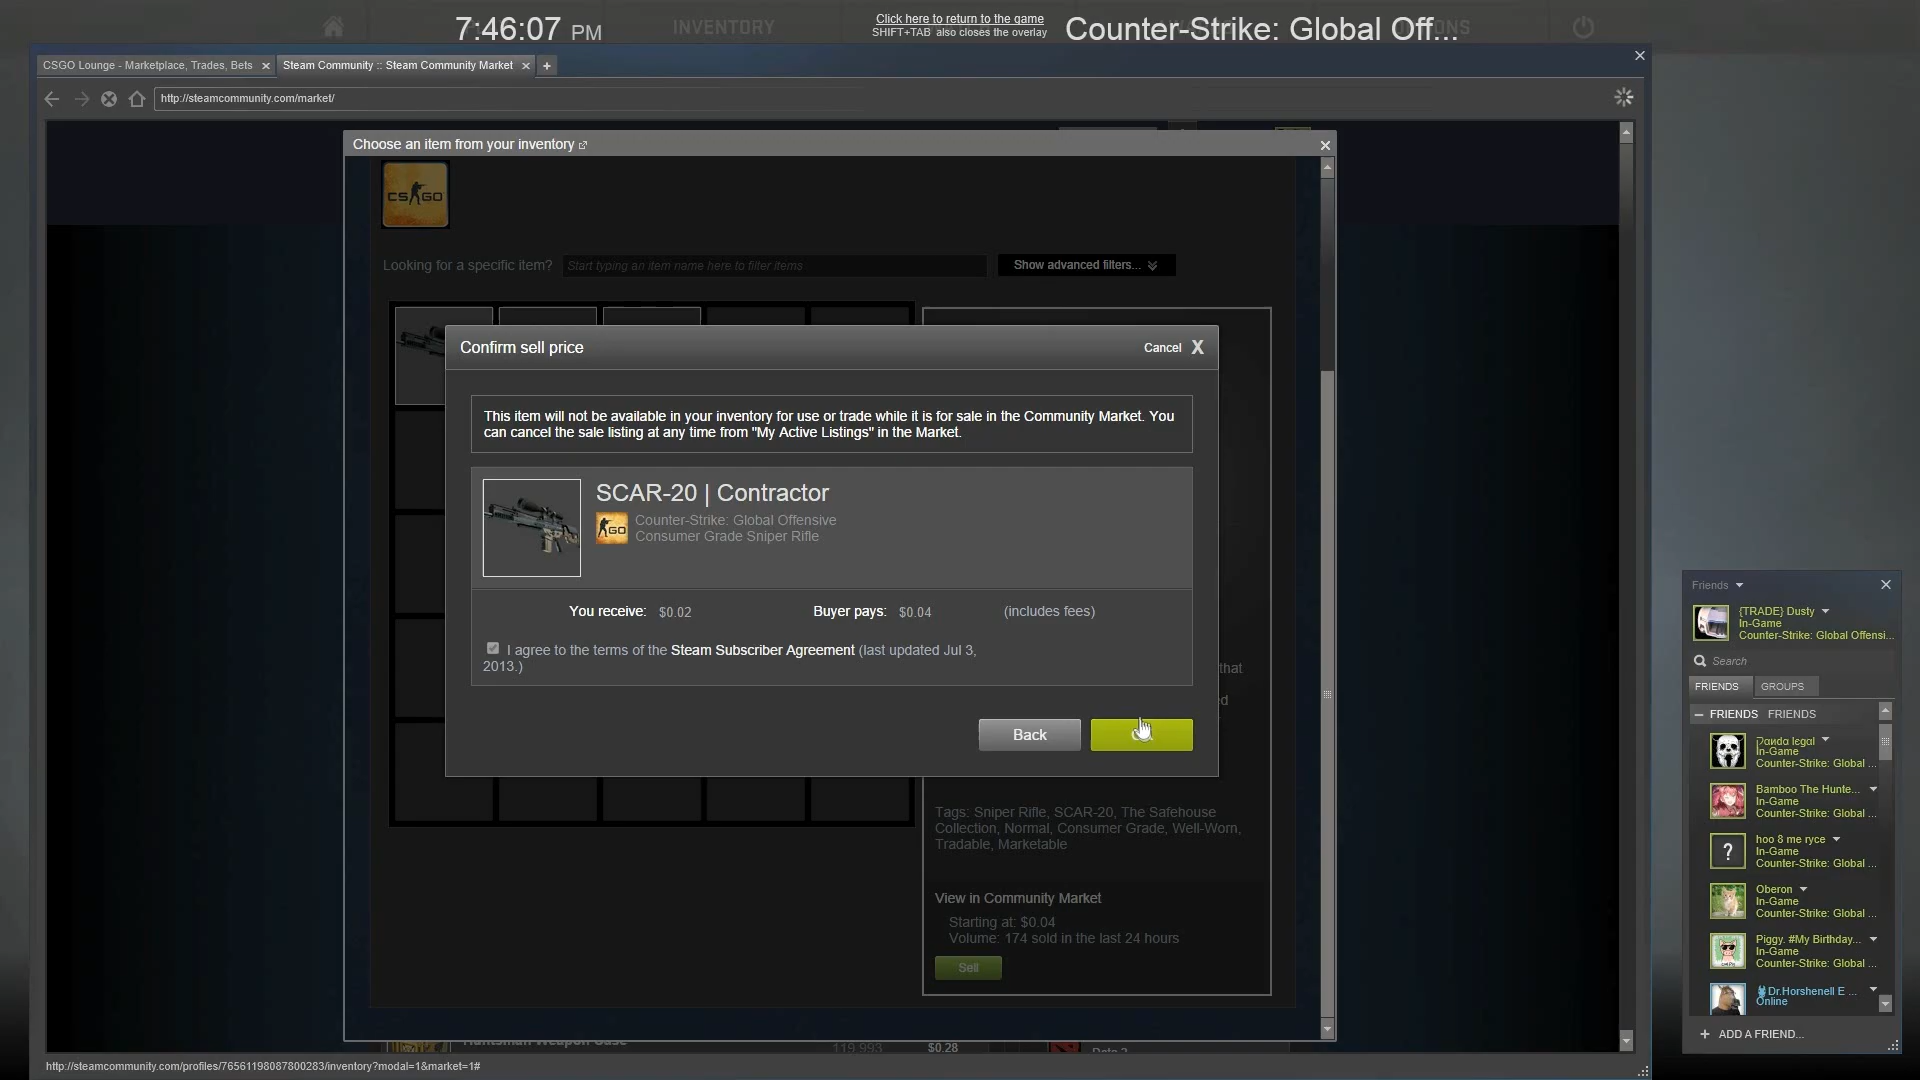 7:46:07 PM
INVENTORY
Click here to return to the game
SHIFT+TAB also closes the overlay
Counter-Strike: Global Off...
CSGO Lounge - Marketplace, Trades, Bets
Steam Community :: Steam Community Market
http://steamcommunity.com/market/
Choose an item from your inventory
CS GO
Looking for a specific item?
Start typing an item name here to filter items
Show advanced filters...
Confirm sell price
Cancel X
This item will not be available in your inventory for use or trade while it is for sale in the Community Market. You
can cancel the sale listing at any time from "My Active Listings" in the Market.
SCAR-20 | Contractor
GO
Counter-Strike: Global Offensive
Consumer Grade Sniper Rifle
You receive: $0.02
Buyer pays: $0.04
(includes fees)
I agree to the terms of the Steam Subscriber Agreement (last updated Jul 3,
2013.)
that
Back
Tags: Sniper Rifle, SCAR-20, The Safehouse
Collection, Normal, Consumer Grade, Well-Worn,
Tradable, Marketable
View in Community Market
Starting at: $0.04
Volume: 174 sold in the last 24 hours
Sell
Huntsman Weapon Case
119,993
$0.28
Dota 2
http://steamcommunity.com/profiles/76561198087800283/inventory?modal=1&market=1#
Friends
{TRADE} Dusty
In-Game
Counter-Strike: Global Offensi...
Search
FRIENDS
GROUPS
FRIENDS FRIENDS
legal
In-Game
Counter-Strike: Global ...
Bamboo The Hunte...
In-Game
Counter-Strike: Global ...
hoo 8 me ryce
In-Game
Counter-Strike: Global ...
Oberon
In-Game
Counter-Strike: Global ...
Piggy. #My Birthday...
In-Game
Counter-Strike: Global ...
Dr.Horshenell E ...
Online
+ ADD A FRIEND...